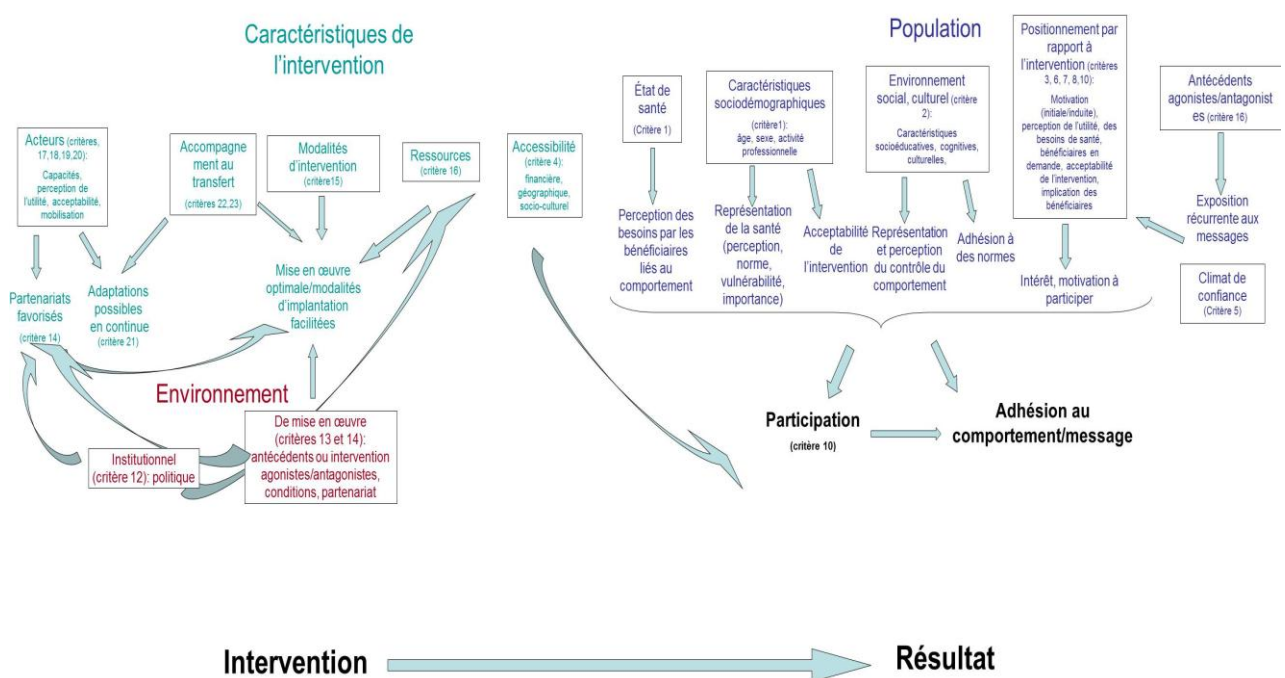 Caractéristiques de
l'intervention
Population
Acteurs (critères,
17,18,19,20):
Capacités,
perception de
l'utilité, acceptabilité,
mobilisation
Accompagne
ment au
transfert
(critères 22,23)
Modalités
d'intervention
(critère15)
Ressources
(critère 16)
Accessibilité
(critère 4):
financière,
géographique,
socio-culturel
État de
santé
(Critère 1)
Caractéristiques
sociodémographiques
(critère1):
âge, sexe, activité
professionnelle
Environnement
social, culturel (critère
2):
Caractéristiques
socioéducatives, cognitives,
culturelles,
Positionnement par
rapport à
l'intervention (critères
3, 6, 7, 8,10):
Motivation
(initiale/induite),
perception de l'utilité, des
besoins de santé,
bénéficiaires en
demande, acceptabilité
de l'intervention,
implication des
bénéficiaires
Antécédents
agonistes/antagonist
es (critère 16)
Partenariats
favorisés
(critère 14)
Adaptations
possibles
en continue
(critère 21)
Mise en œuvre
optimale/modalités
d'implantation
facilitées
Perception des
besoins par les
bénéficiaires
liés au
comportement
Représentation
de la santé
(perception,
norme,
vulnérabilité,
importance)
Acceptabilité
de
l'intervention
Représentation
et perception
du contrôle du
comportement
Adhésion à
des normes
Intérêt, motivation à
participer
Exposition
récurrente aux
messages
Climat de
confiance
(Critère 5)
Environnement
Institutionnel
(critère 12): politique
De mise en œuvre
(critères 13 et 14):
antécédents ou intervention
agonistes/antagonistes,
conditions, partenariat
Participation
(critère 10)
Adhésion au
comportement/message
Intervention
Résultat